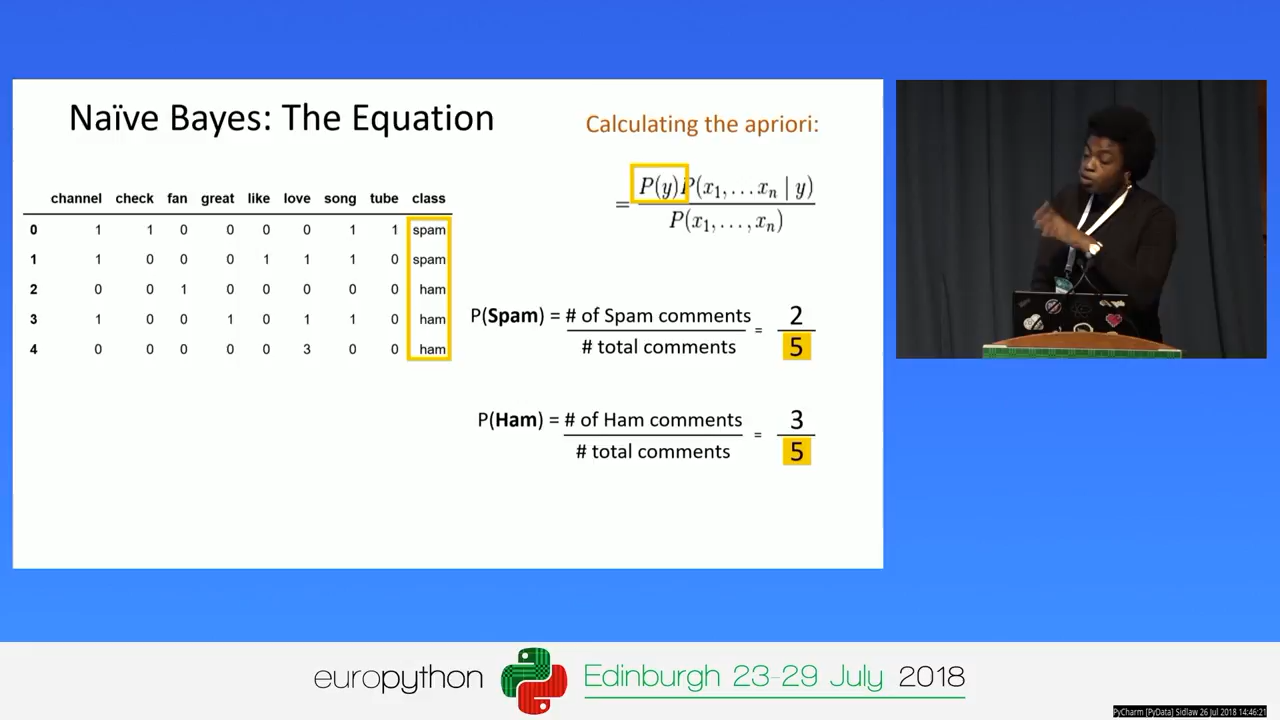 Naïve Bayes: The Equation
Calculating the apriori:
= P(y)P(x₁, … xₙ | y)
P(x₁, …, xₙ)
channel check fan great like love song tube class
0 1 1 0 0 0 0 1 1 spam
1 1 0 0 0 1 1 1 0 spam
2 0 0 1 0 0 0 0 0 ham
3 1 0 0 1 0 1 1 0 ham
4 0 0 0 0 0 3 0 0 ham
P(Spam) = # of Spam comments = 2
# total comments 5
P(Ham) = # of Ham comments = 3
# total comments 5
europython Edinburgh 23-29 July 2018
PyCharm [PyData] Sidlaw 26 Jul 2018 14:46:21